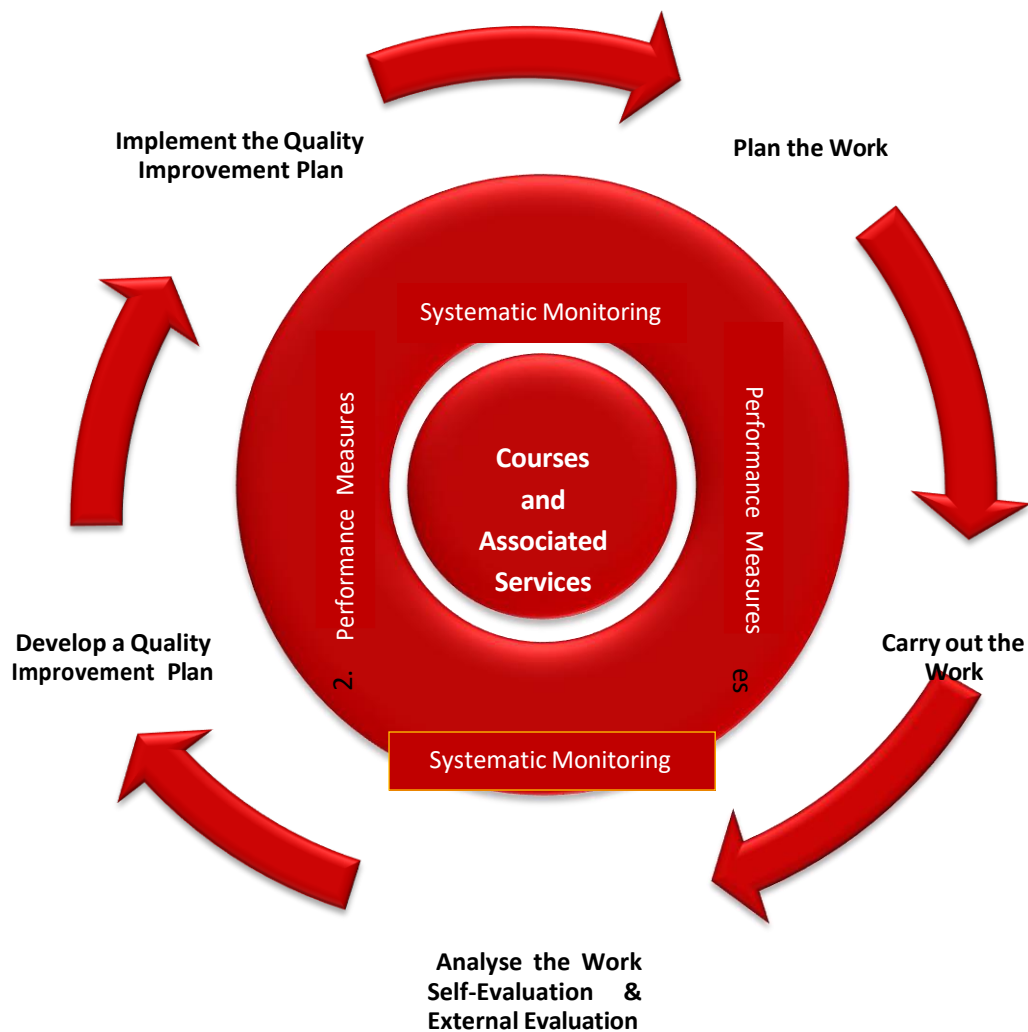 Implement the Quality
Improvement Plan
Plan the Work
Systematic Monitoring
Performance Measures
Performance Measures
Courses
and
Associated
Services
Develop a Quality
Improvement Plan
2.
es
Carry out the
Work
Systematic Monitoring
Analyse the Work
Self-Evaluation &
External Evaluation